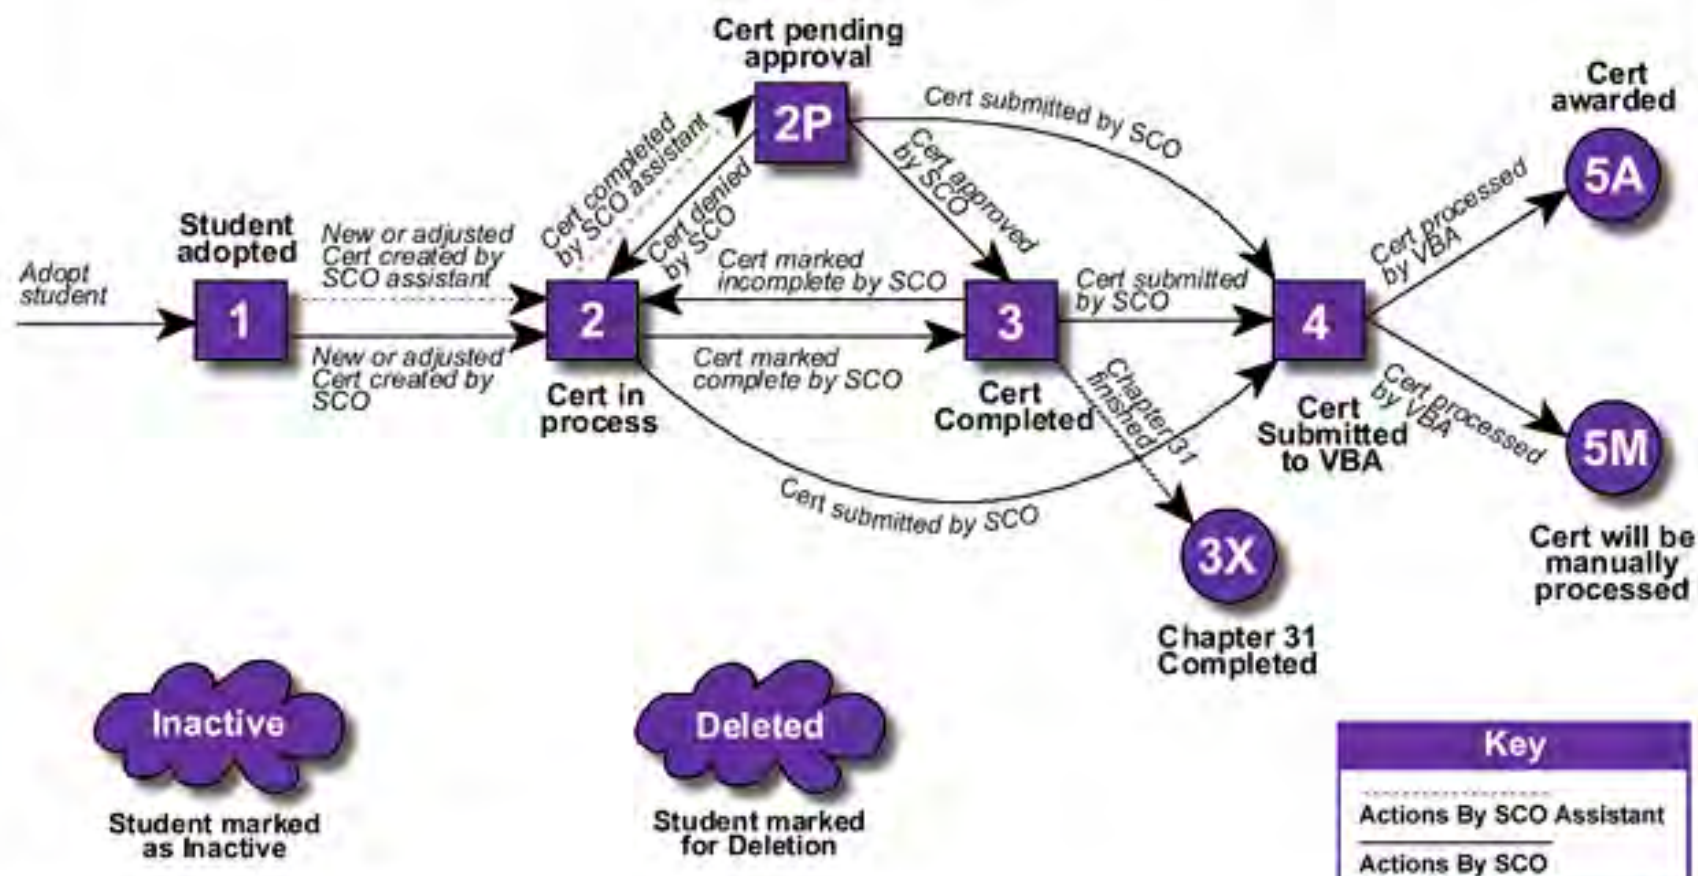 Cert pending
approval
2P
Cert submitted by SCO
Cert
awarded
5A
Cert completed
by SCO assistant
Cert denied
by SCO
Cert approved
by SCO
Cert processed
by VBA
Student
adopted
Adopt
student
1
New or adjusted
Cert created by
SCO assistant
New or adjusted
Cert created by
SCO
2
Cert in
process
Cert marked
incomplete by SCO
Cert marked
complete by SCO
3
Cert
Completed
Cert submitted
by SCO
4
Cert
Submitted
to VBA
Cert processed
by VBA
5M
Cert will be
manually
processed
Chapter 31
finished
Cert submitted by SCO
3X
Chapter 31
Completed
Inactive
Student marked
as Inactive
Deleted
Student marked
for Deletion
Key
Actions By SCO Assistant
Actions By SCO